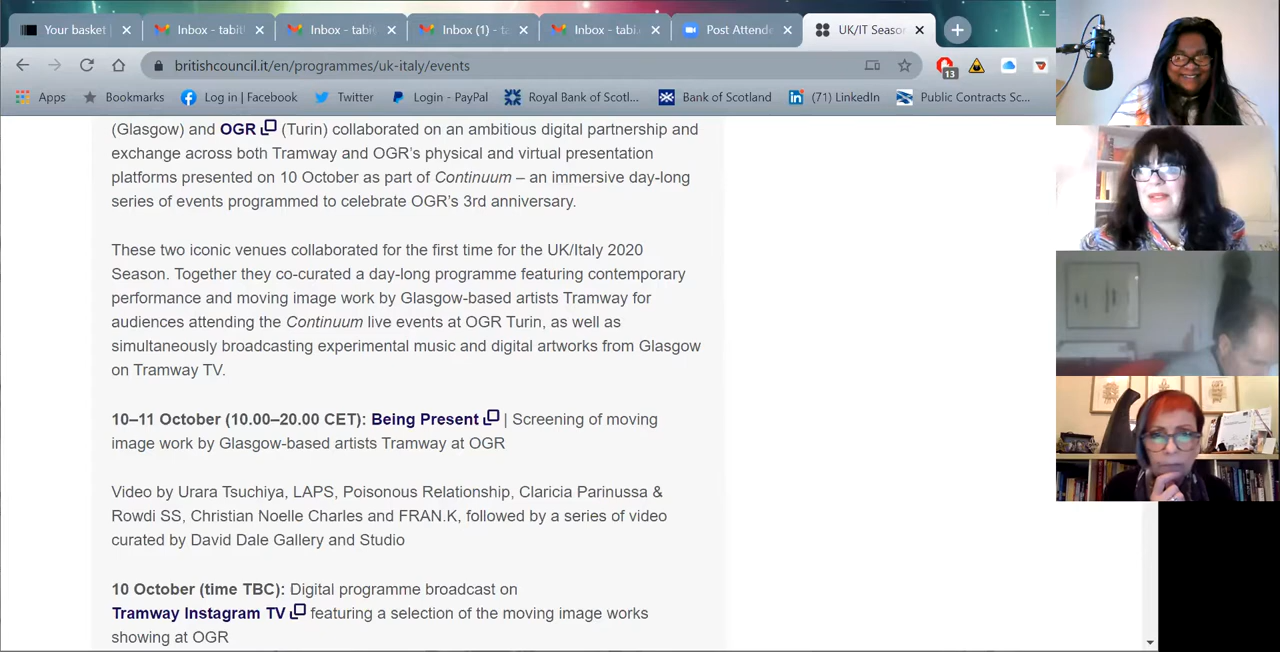 Your basket
Inbox - tabitl
Inbox - tabi
Inbox (1) - ta
Inbox - tabi.
Post Attende
UK/IT Seaso
britishcouncil.it/en/programmes/uk-italy/events
13
Apps
Bookmarks
Log in | Facebook
Twitter
Login - PayPal
Royal Bank of Scotl...
Bank of Scotland
(71) LinkedIn
Public Contracts Sc...
(Glasgow) and OGR (Turin) collaborated on an ambitious digital partnership and
exchange across both Tramway and OGR's physical and virtual presentation
platforms presented on 10 October as part of Continuum – an immersive day-long
series of events programmed to celebrate OGR's 3rd anniversary.
These two iconic venues collaborated for the first time for the UK/Italy 2020
Season. Together they co-curated a day-long programme featuring contemporary
performance and moving image work by Glasgow-based artists Tramway for
audiences attending the Continuum live events at OGR Turin, as well as
simultaneously broadcasting experimental music and digital artworks from Glasgow
on Tramway TV.
10–11 October (10.00–20.00 CET): Being Present | Screening of moving
image work by Glasgow-based artists Tramway at OGR
Video by Urara Tsuchiya, LAPS, Poisonous Relationship, Claricia Parinussa &
Rowdi SS, Christian Noelle Charles and FRAN.K, followed by a series of video
curated by David Dale Gallery and Studio
10 October (time TBC): Digital programme broadcast on
Tramway Instagram TV featuring a selection of the moving image works
showing at OGR